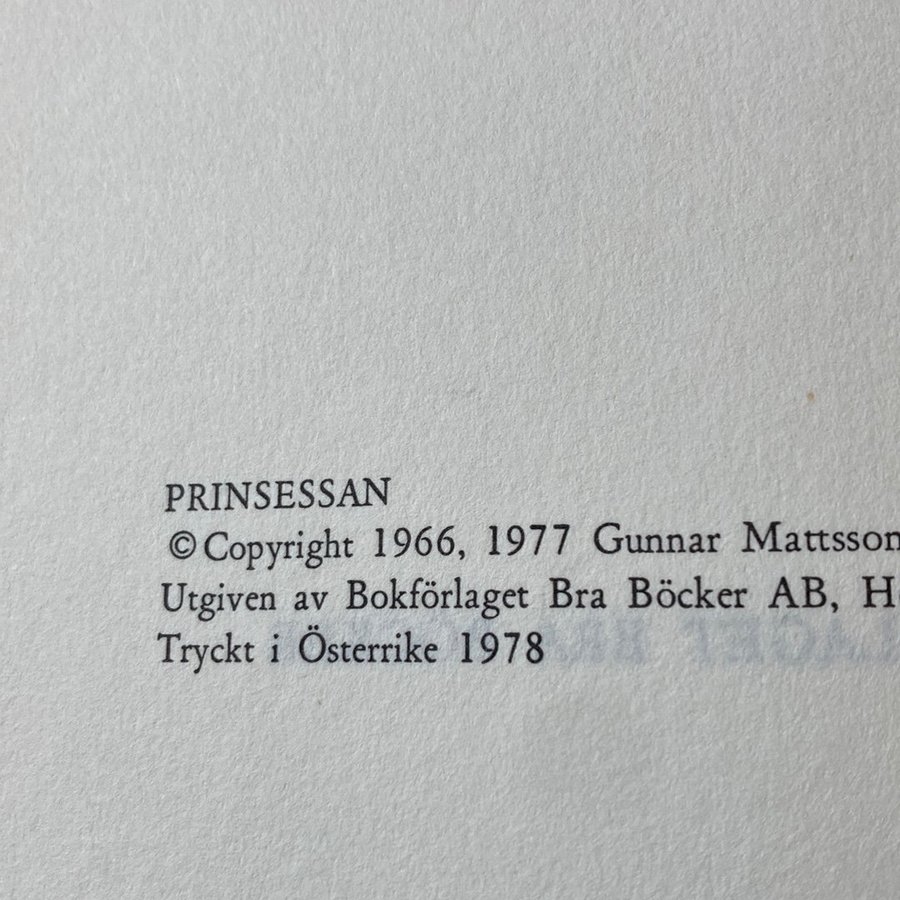 PRINSESSAN
© Copyright 1966, 1977 Gunnar Mattsson
Utgiven av Bokförlaget Bra Böcker AB,
Tryckt i Österrike 1978